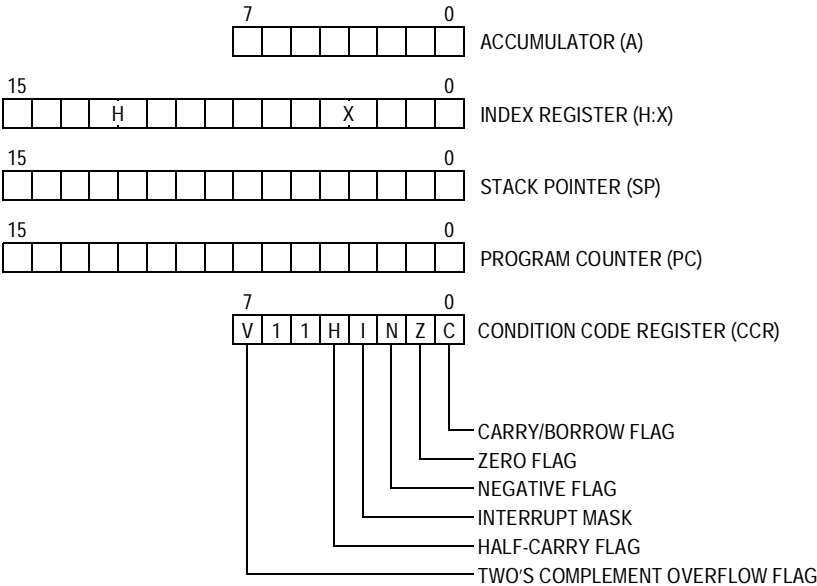 7 0
ACCUMULATOR (A)
15 0
H X INDEX REGISTER (H:X)
15 0
STACK POINTER (SP)
15 0
PROGRAM COUNTER (PC)
7 0
V 1 1 H I N Z C CONDITION CODE REGISTER (CCR)
CARRY/BORROW FLAG
ZERO FLAG
NEGATIVE FLAG
INTERRUPT MASK
HALF-CARRY FLAG
TWO'S COMPLEMENT OVERFLOW FLAG